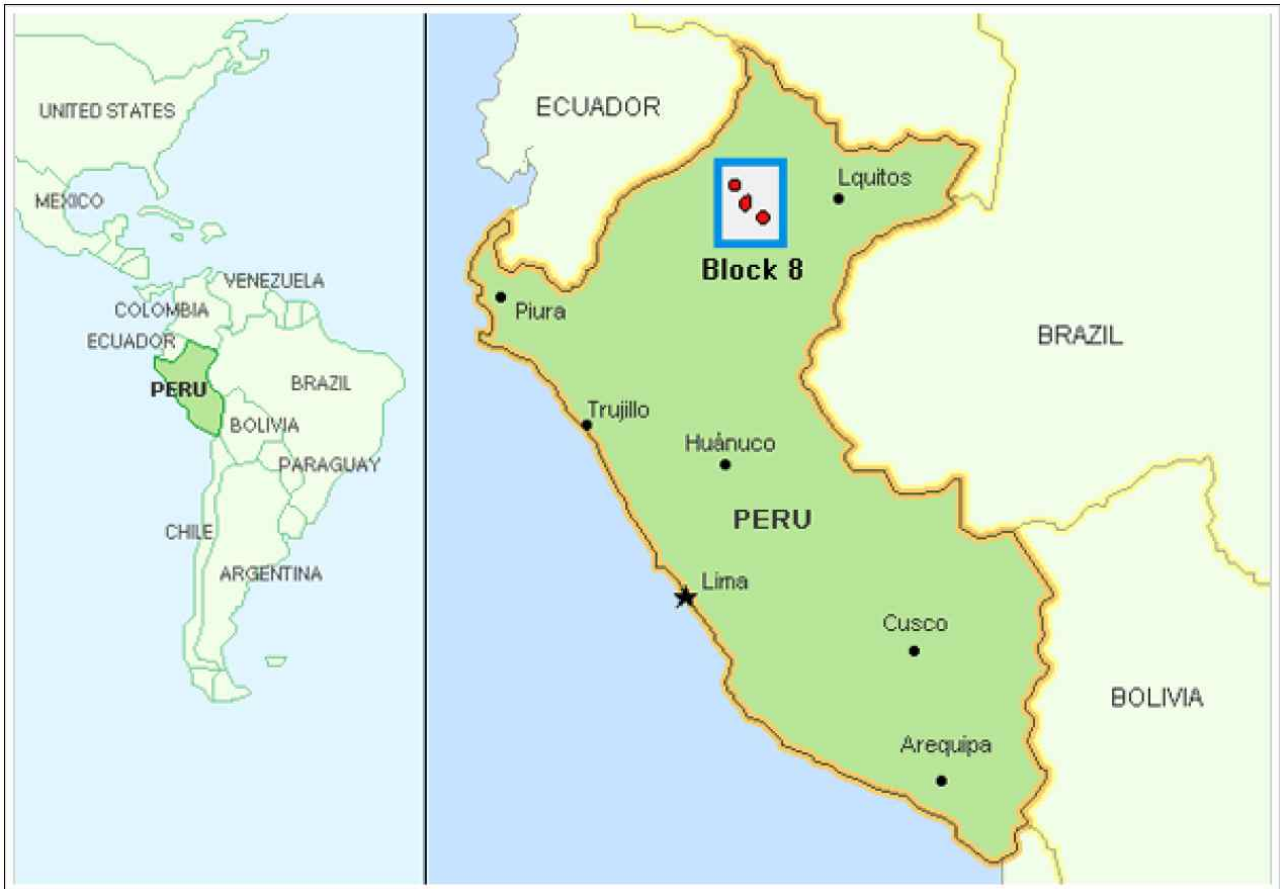 UNITED STATES
MEXICO
VENEZUELA
COLOMBIA
ECUADOR
PERU
BRAZIL
BOLIVIA
PARAGUAY
CHILE
ARGENTINA
ECUADOR
Lquitos
Block 8
Piura
BRAZIL
Trujillo
Huánuco
PERU
Lima
Cusco
BOLIVIA
Arequipa